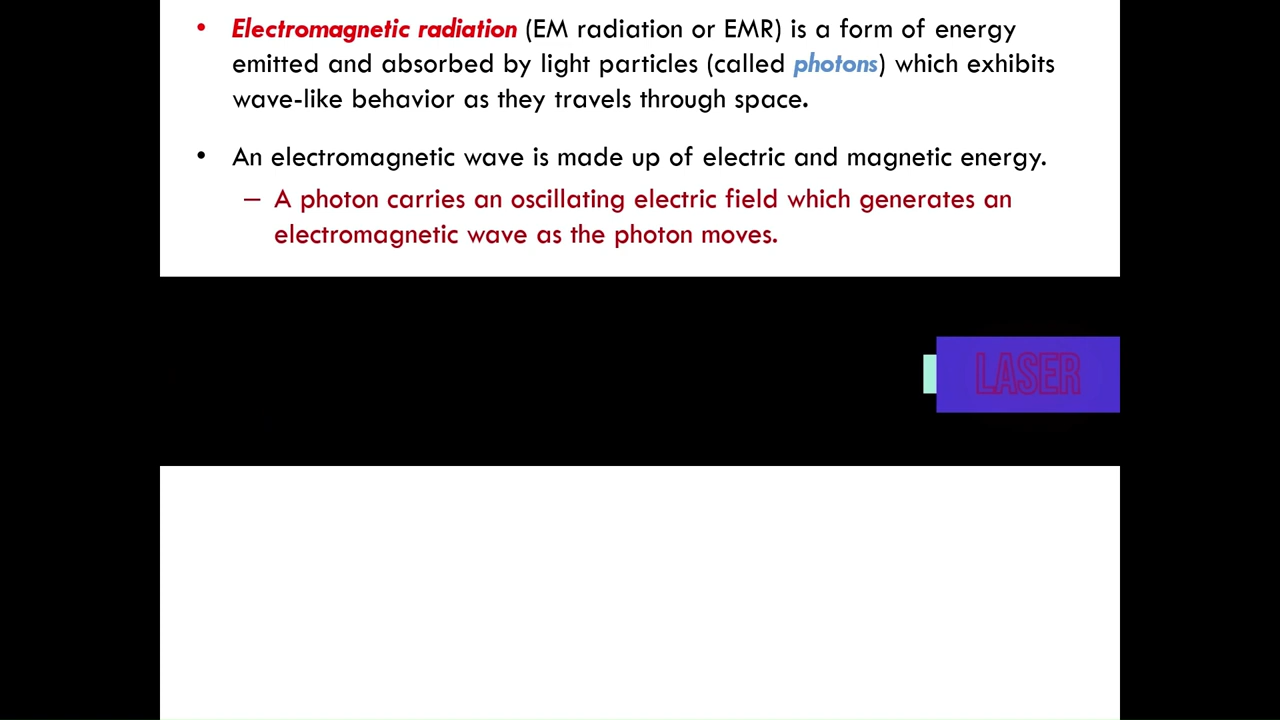 • Electromagnetic radiation (EM radiation or EMR) is a form of energy
emitted and absorbed by light particles (called photons) which exhibits
wave-like behavior as they travels through space.
• An electromagnetic wave is made up of electric and magnetic energy.
– A photon carries an oscillating electric field which generates an
electromagnetic wave as the photon moves.
LASER